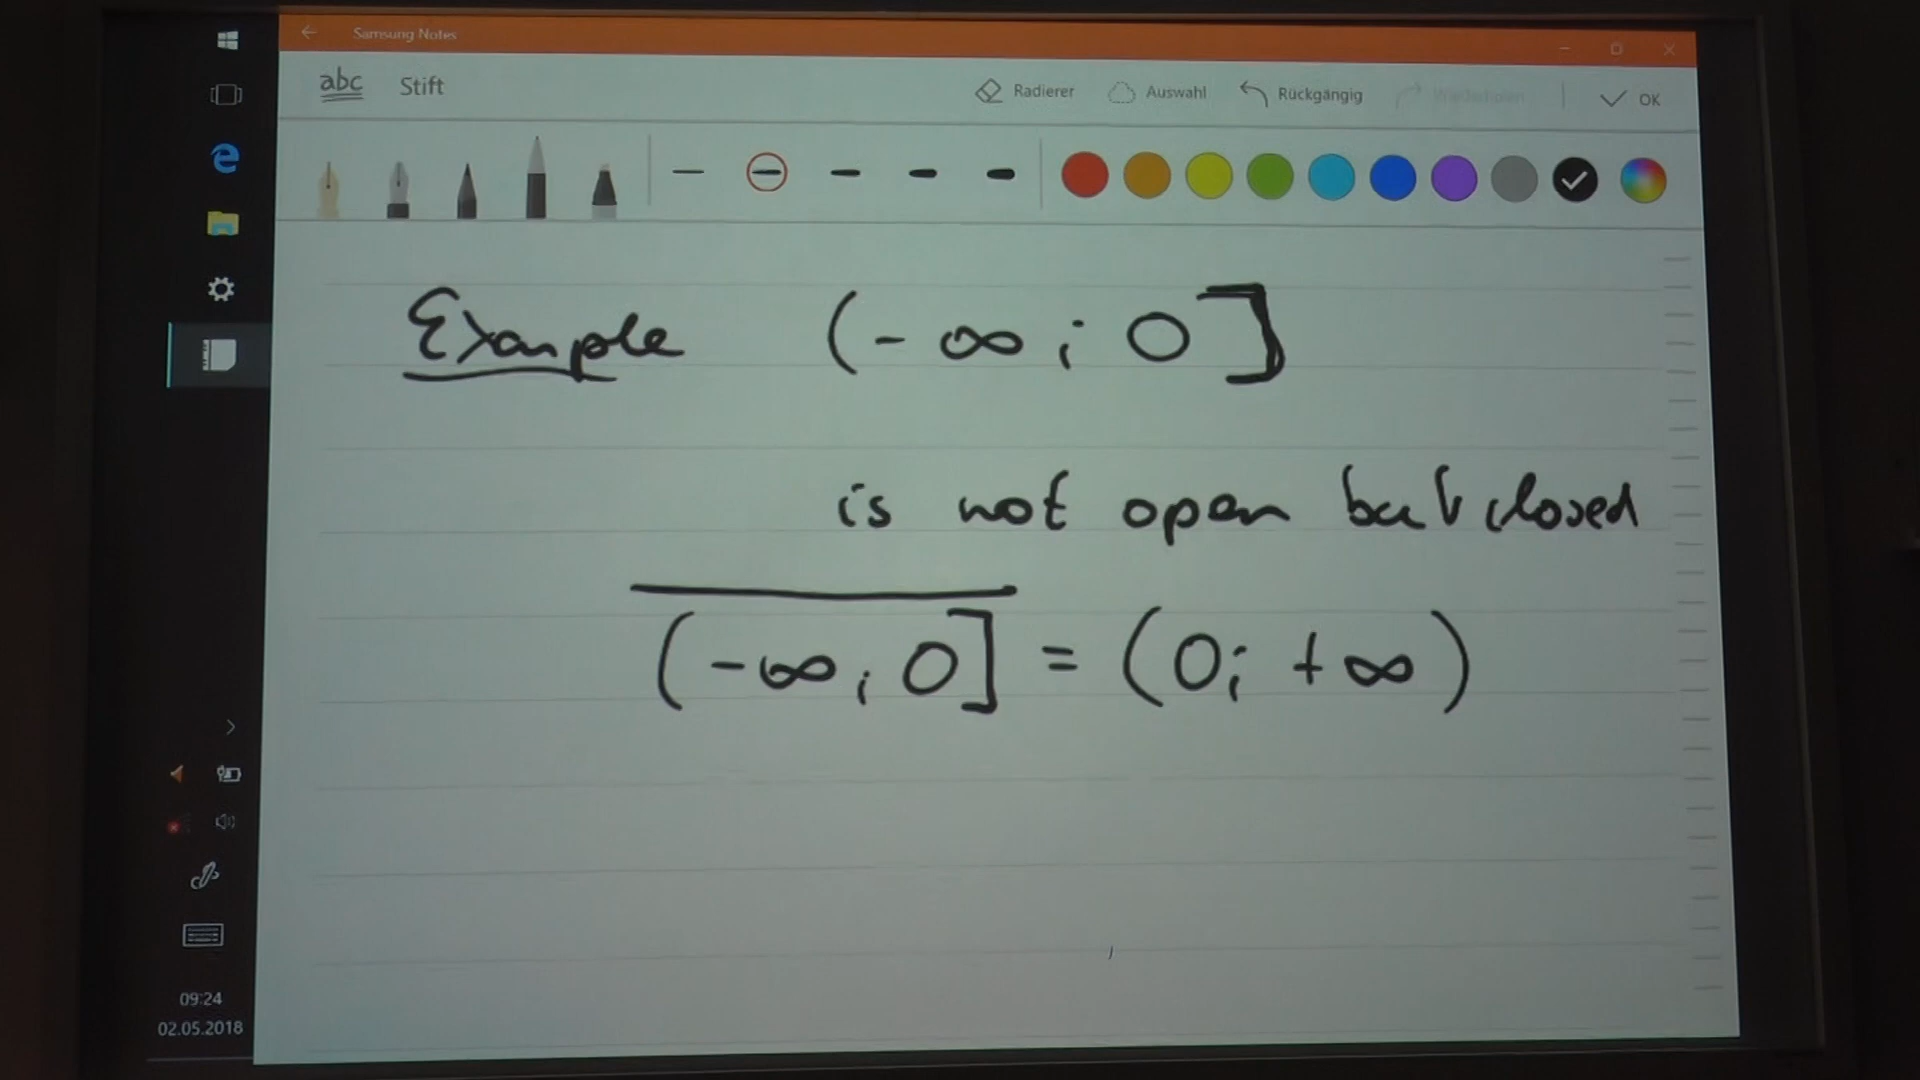 Samsung Notes
abc Stift Radierer Auswahl Rückgängig Wiederholen OK
Example (-∞; 0]
is not open but closed
(-∞; 0] = (0; +∞)
09:24
02.05.2018